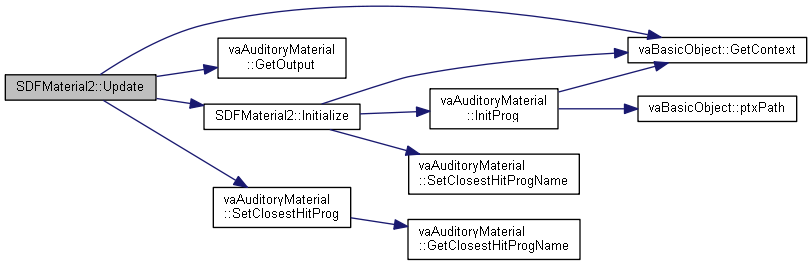 SDFMaterial2::Update
vaAuditoryMaterial
::GetOutput
SDFMaterial2::Initialize
vaAuditoryMaterial
::SetClosestHitProg
vaAuditoryMaterial
::InitProg
vaAuditoryMaterial
::SetClosestHitProgName
vaAuditoryMaterial
::GetClosestHitProgName
vaBasicObject::GetContext
vaBasicObject::ptxPath